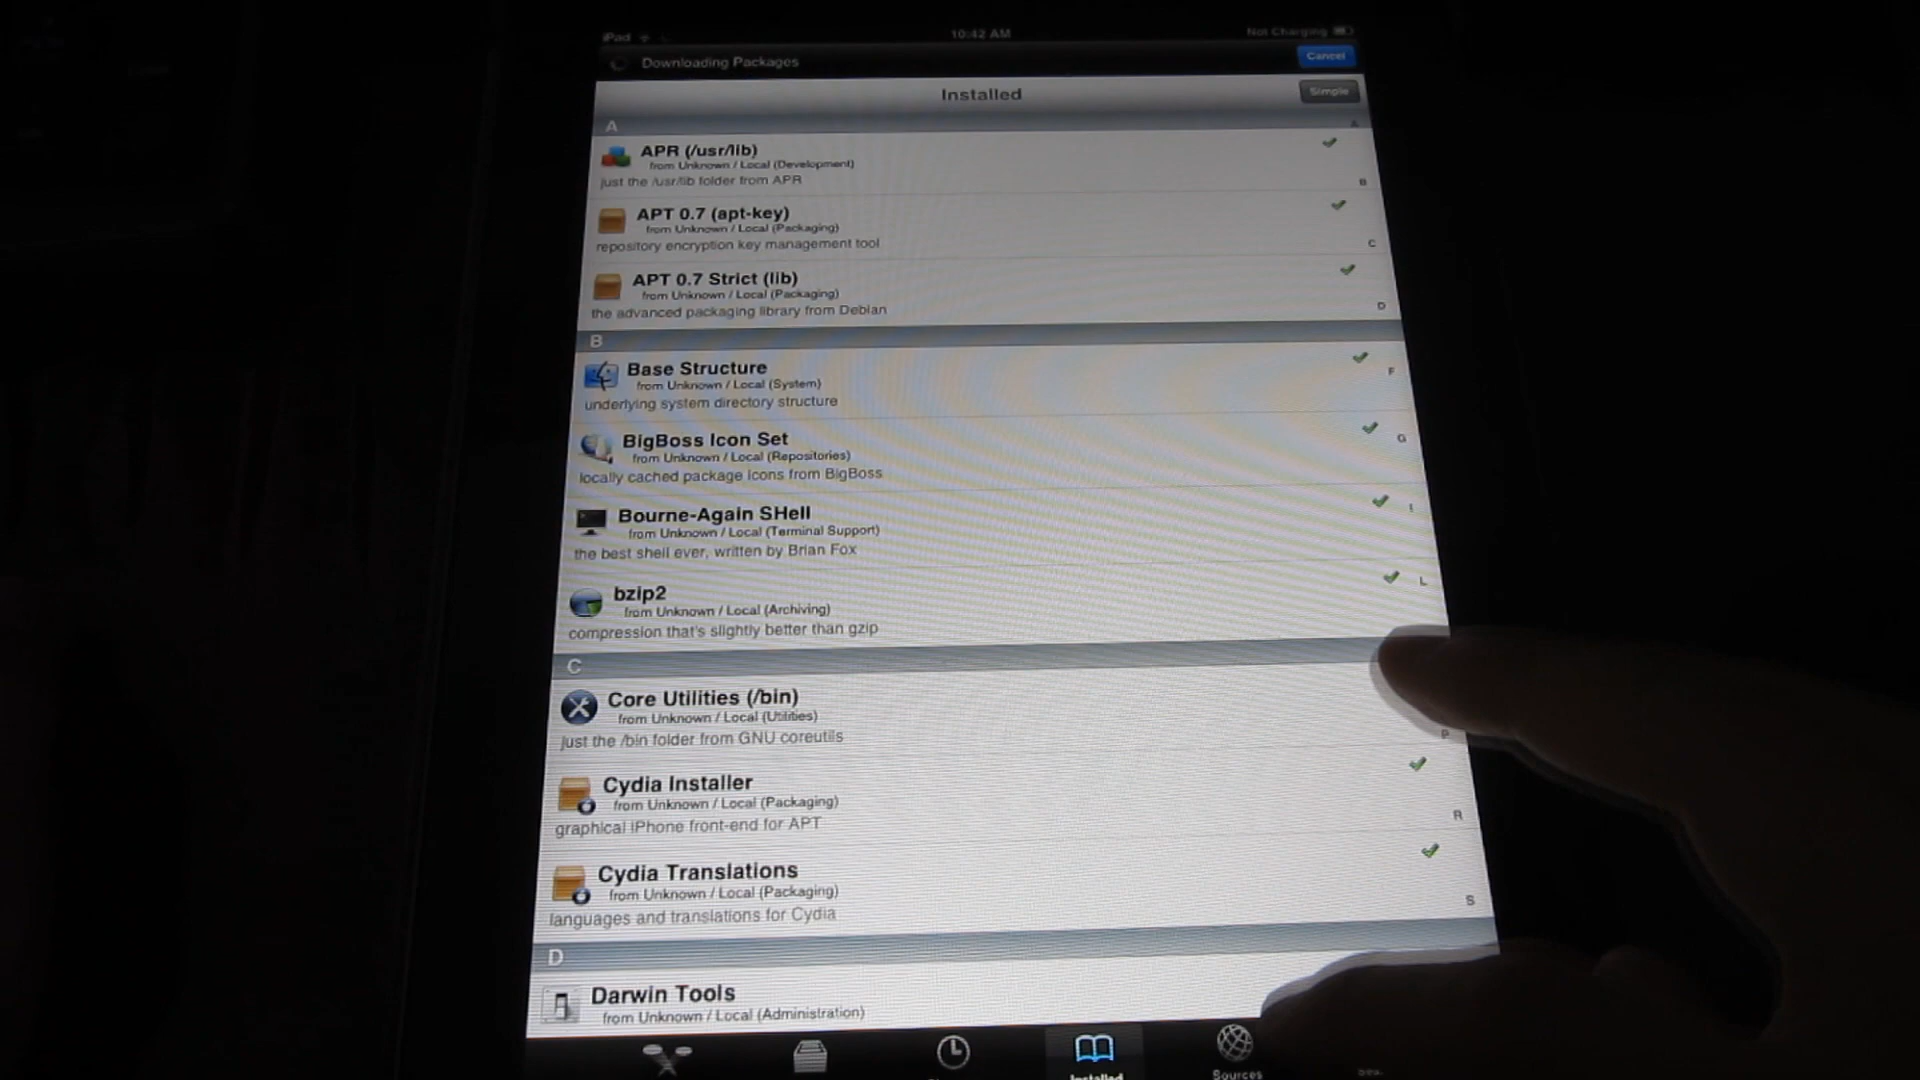 iPad
10:42 AM
Not Charging
Downloading Packages
Cancel
Installed
Simple
A
APR (/usr/lib)
from Unknown / Local (Development)
just the /usr/lib folder from APR
APT 0.7 (apt-key)
from Unknown / Local (Packaging)
repository encryption key management tool
APT 0.7 Strict (lib)
from Unknown / Local (Packaging)
the advanced packaging library from Debian
B
Base Structure
from Unknown / Local (System)
underlying system directory structure
BigBoss Icon Set
from Unknown / Local (Repositories)
locally cached package icons from BigBoss
Bourne-Again SHell
from Unknown / Local (Terminal Support)
the best shell ever, written by Brian Fox
bzip2
from Unknown / Local (Archiving)
compression that's slightly better than gzip
C
Core Utilities (/bin)
from Unknown / Local (Utilities)
just the /bin folder from GNU coreutils
Cydia Installer
from Unknown / Local (Packaging)
graphical iPhone front-end for APT
Cydia Translations
from Unknown / Local (Packaging)
languages and translations for Cydia
D
Darwin Tools
from Unknown / Local (Administration)
A
B
C
D
F
G
I
L
P
R
S
Installed
Sources